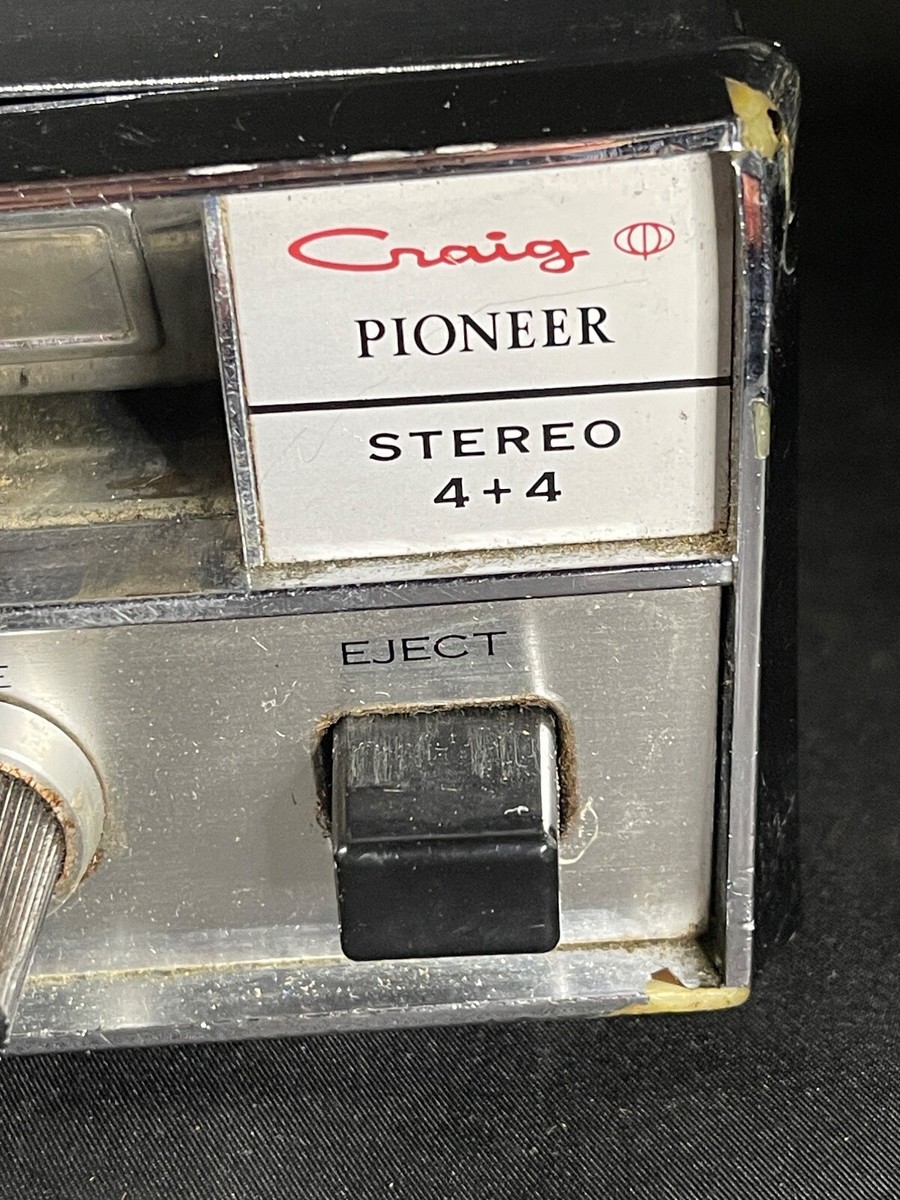 Craig
PIONEER
STEREO
4+4
EJECT
E